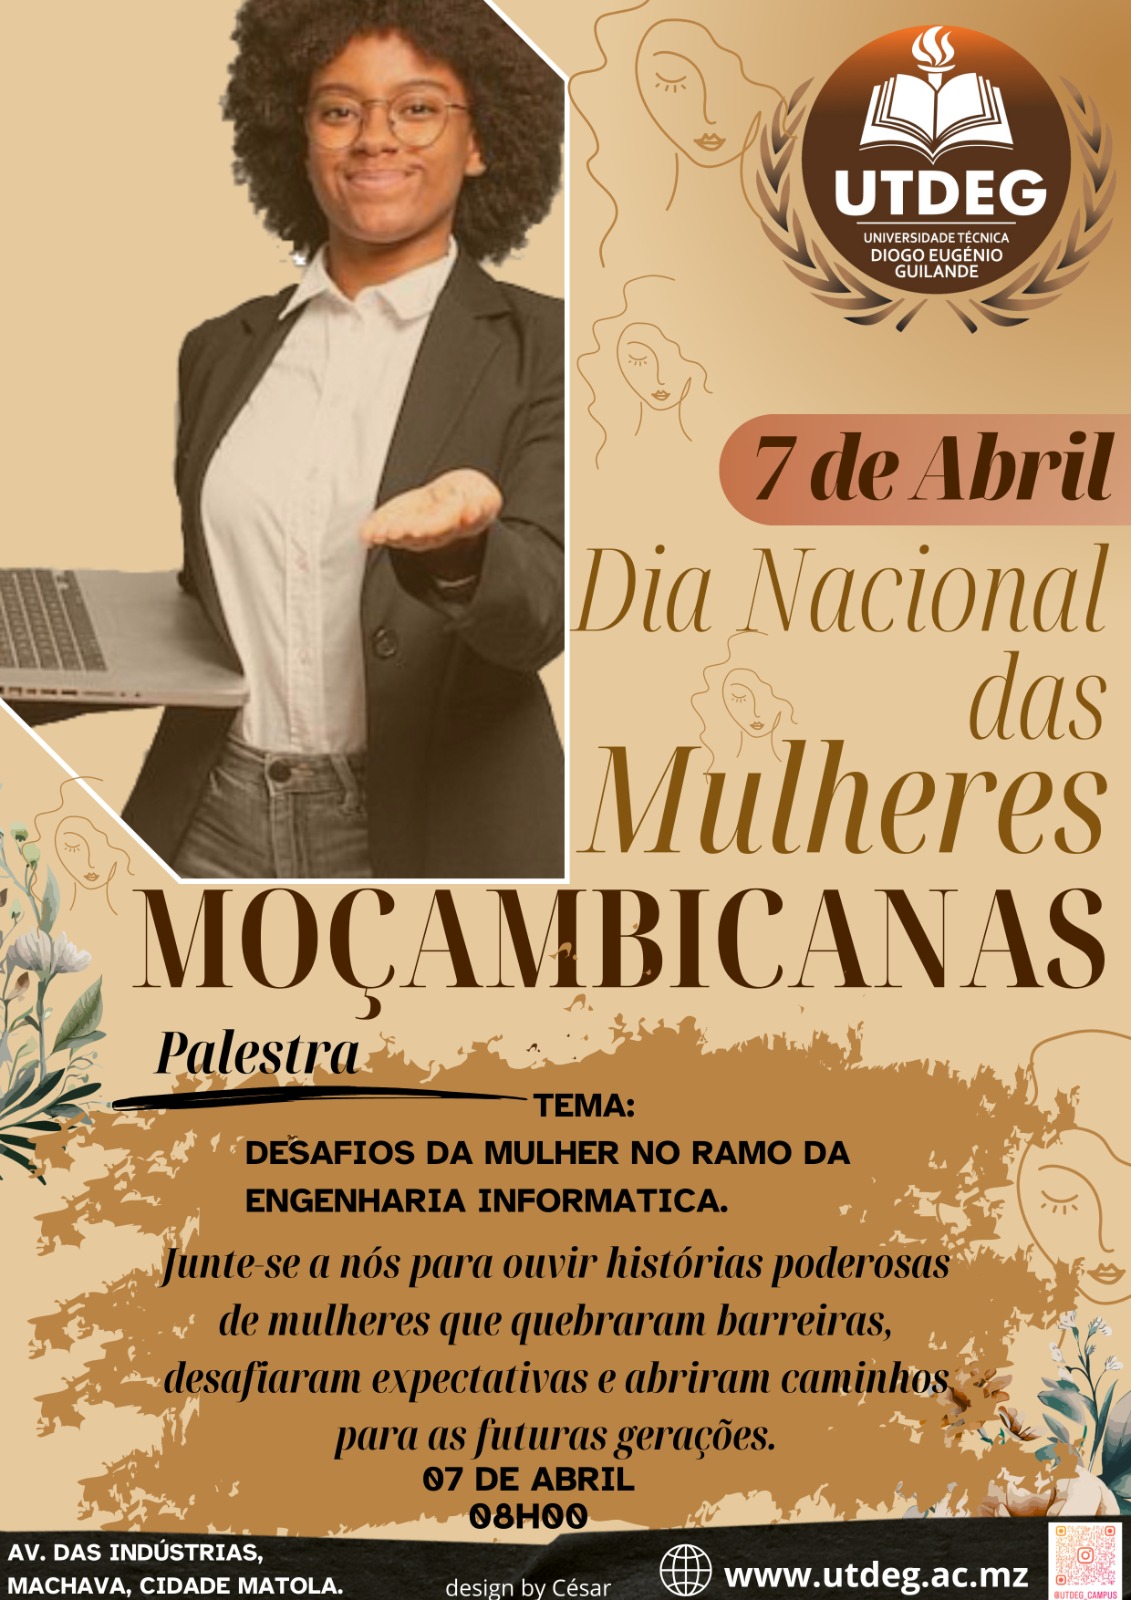 UTDEG
UNIVERSIDADE TÉCNICA
DIOGO EUGÉNIO
GUILANDE
7 de Abril
Dia Nacional
das
Mulheres
MOÇAMBICANAS
Palestra
TEMA:
DESAFIOS DA MULHER NO RAMO DA
ENGENHARIA INFORMATICA.
Junte-se a nós para ouvir histórias poderosas
de mulheres que quebraram barreiras,
desafiaram expectativas e abriram caminhos
para as futuras gerações.
07 DE ABRIL
08H00
AV. DAS INDÚSTRIAS,
MACHAVA, CIDADE MATOLA.
design by César
www.utdeg.ac.mz
@UTDEG_CAMPUS